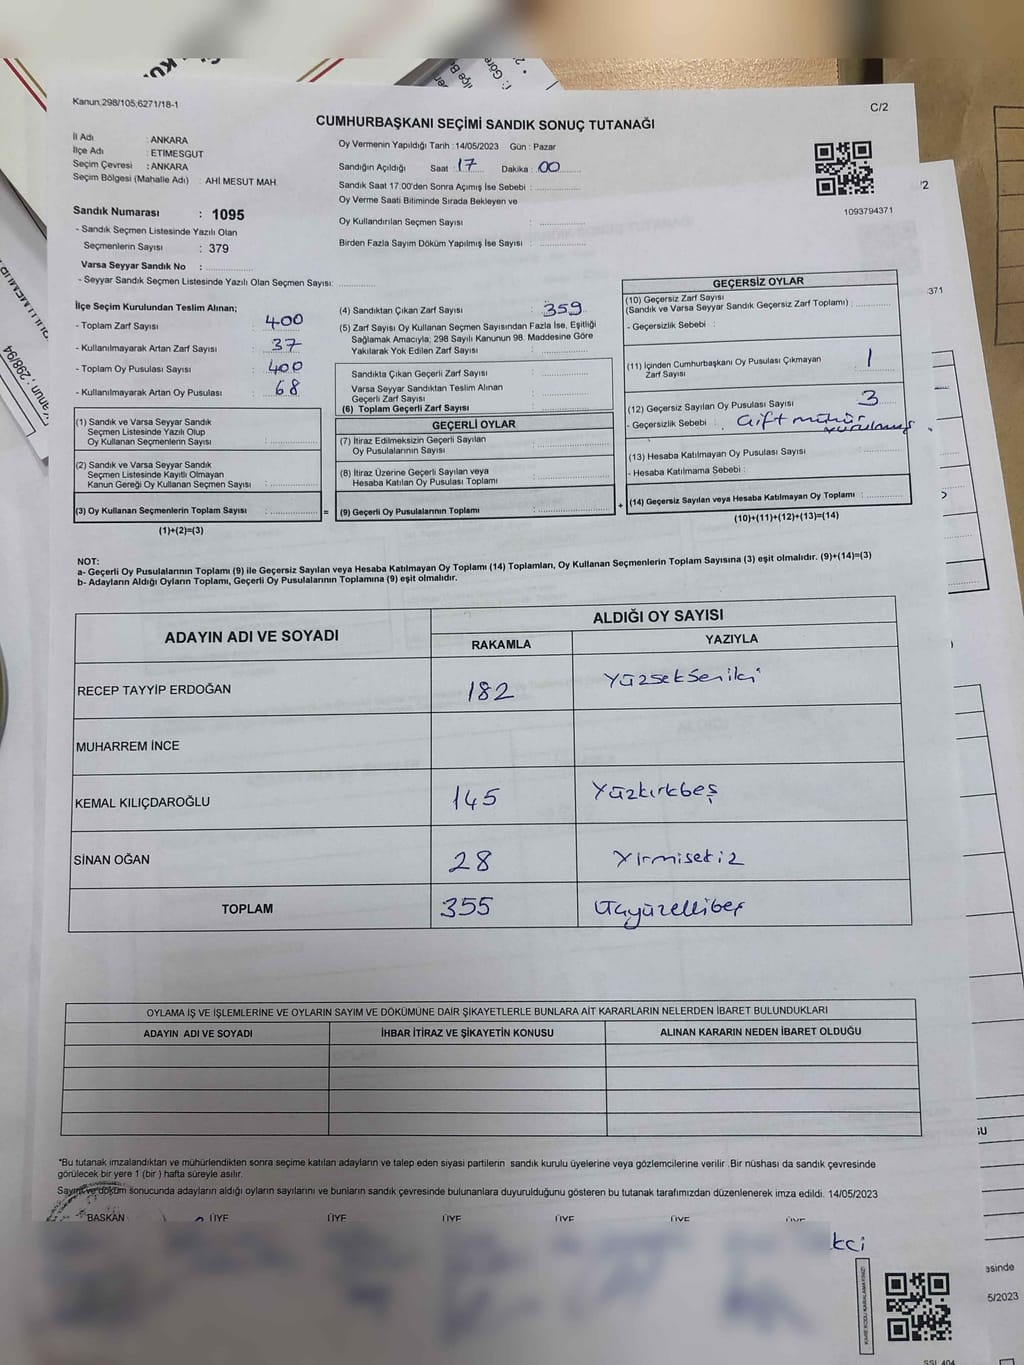 Kanun;298/105;6271/18-1
C/2
CUMHURBAŞKANI SEÇİMİ SANDIK SONUÇ TUTANAĞI
İl Adı : ANKARA
İlçe Adı : ETİMESGUT
Seçim Çevresi : ANKARA
Seçim Bölgesi (Mahalle Adı) : AHİ MESUT MAH.
Sandık Numarası : 1095
- Sandık Seçmen Listesinde Yazılı Olan
Seçmenlerin Sayısı : 379
Varsa Seyyar Sandık No :
- Seyyar Sandık Seçmen Listesinde Yazılı Olan Seçmen Sayısı:
Oy Vermenin Yapıldığı Tarih :14/05/2023 Gün : Pazar
Sandığın Açıldığı Saat : 17 Dakika : 00
Sandık Saat 17.00'den Sonra Açımış İse Sebebi :
Oy Verme Saati Bitiminde Sırada Bekleyen ve
Oy Kullandırılan Seçmen Sayısı :
Birden Fazla Sayım Döküm Yapılmış İse Sayısı :
1093794371
İlçe Seçim Kurulundan Teslim Alınan;
- Toplam Zarf Sayısı : 400
- Kullanılmayarak Artan Zarf Sayısı : 37
- Toplam Oy Pusulası Sayısı : 400
- Kullanılmayarak Artan Oy Pusulası : 68
(1) Sandık ve Varsa Seyyar Sandık
Seçmen Listesinde Yazılı Olup
Oy Kullanan Seçmenlerin Sayısı :
(2) Sandık ve Varsa Seyyar Sandık
Seçmen Listesinde Kayıtlı Olmayan
Kanun Gereği Oy Kullanan Seçmen Sayısı :
(3) Oy Kullanan Seçmenlerin Toplam Sayısı :
(1)+(2)=(3)
=
(4) Sandıktan Çıkan Zarf Sayısı : 359
(5) Zarf Sayısı Oy Kullanan Seçmen Sayısından Fazla İse, Eşitliği
Sağlamak Amacıyla; 298 Sayılı Kanunun 98. Maddesine Göre
Yakılarak Yok Edilen Zarf Sayısı :
Sandıkta Çıkan Geçerli Zarf Sayısı :
Varsa Seyyar Sandıktan Teslim Alınan
Geçerli Zarf Sayısı :
(6) Toplam Geçerli Zarf Sayısı :
GEÇERLİ OYLAR
(7) İtiraz Edilmeksizin Geçerli Sayılan
Oy Pusulalarının Sayısı :
(8) İtiraz Üzerine Geçerli Sayılan veya
Hesaba Katılan Oy Pusulası Toplamı :
(9) Geçerli Oy Pusulalarının Toplamı :
+
GEÇERSİZ OYLAR
(10) Geçersiz Zarf Sayısı
(Sandık ve Varsa Seyyar Sandık Geçersiz Zarf Toplamı) :
- Geçersizlik Sebebi :
(11) İçinden Cumhurbaşkanı Oy Pusulası Çıkmayan
Zarf Sayısı : 1
(12) Geçersiz Sayılan Oy Pusulası Sayısı : 3
- Geçersizlik Sebebi : Çift mühür
vurulmuş
(13) Hesaba Katılmayan Oy Pusulası Sayısı :
- Hesaba Katılmama Sebebi :
(14) Geçersiz Sayılan veya Hesaba Katılmayan Oy Toplamı :
(10)+(11)+(12)+(13)=(14)
NOT:
a- Geçerli Oy Pusulalarının Toplamı (9) ile Geçersiz Sayılan veya Hesaba Katılmayan Oy Toplamı (14) Toplamları, Oy Kullanan Seçmenlerin Toplam Sayısına (3) eşit olmalıdır. (9)+(14)=(3)
b- Adayların Aldığı Oyların Toplamı, Geçerli Oy Pusulalarının Toplamına (9) eşit olmalıdır.
ADAYIN ADI VE SOYADI
ALDIĞI OY SAYISI
RAKAMLA YAZIYLA
RECEP TAYYİP ERDOĞAN 182 Yüzseksen iki
MUHARREM İNCE
KEMAL KILIÇDAROĞLU 145 Yüzkırkbeş
SİNAN OĞAN 28 Yirmisekiz
TOPLAM 355 Üçyüzellibeş
OYLAMA İŞ VE İŞLEMLERİNE VE OYLARIN SAYIM VE DÖKÜMÜNE DAİR ŞİKAYETLERLE BUNLARA AİT KARARLARIN NELERDEN İBARET BULUNDUKLARI
ADAYIN ADI VE SOYADI İHBAR İTİRAZ VE ŞİKAYETİN KONUSU ALINAN KARARIN NEDEN İBARET OLDUĞU
*Bu tutanak imzalandıktan ve mühürlendikten sonra seçime katılan adayların ve talep eden siyasi partilerin sandık kurulu üyelerine veya gözlemcilerine verilir .Bir nüshası da sandık çevresinde
görülecek bir yere 1 (bir ) hafta süreyle asılır.
Sayım ve döküm sonucunda adayların aldığı oyların sayılarını ve bunların sandık çevresinde bulunanlara duyurulduğunu gösteren bu tutanak tarafımızdan düzenlenerek imza edildi. 14/05/2023
BAŞKAN ÜYE ÜYE ÜYE ÜYE ÜYE ÜYE
kci
KAREKODU KARALAMAYINIZ!
371
5/2023